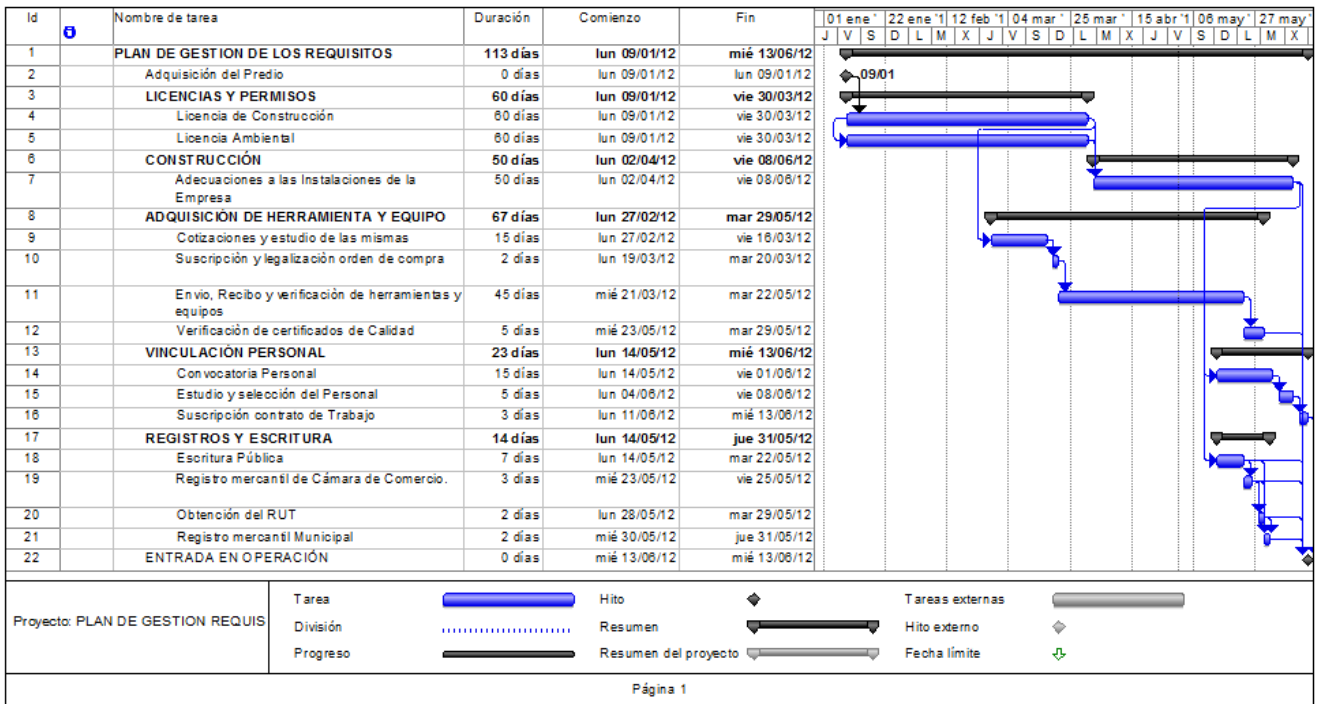 Id Nombre de tarea Duración Comienzo Fin 01 ene ' 22 ene '1 12 feb '1 04 mar ' 25 mar ' 15 abr '1 06 may ' 27 may '
J V S D L M X J V S D L M X J V S D L M X
1 PLAN DE GESTION DE LOS REQUISITOS 113 días lun 09/01/12 mié 13/06/12
2 Adquisición del Predio 0 días lun 09/01/12 lun 09/01/12 09/01
3 LICENCIAS Y PERMISOS 60 días lun 09/01/12 vie 30/03/12
4 Licencia de Construcción 60 días lun 09/01/12 vie 30/03/12
5 Licencia Ambiental 60 días lun 09/01/12 vie 30/03/12
6 CONSTRUCCIÓN 50 días lun 02/04/12 vie 08/06/12
7 Adecuaciones a las Instalaciones de la 50 días lun 02/04/12 vie 08/06/12
Empresa
8 ADQUISICIÓN DE HERRAMIENTA Y EQUIPO 67 días lun 27/02/12 mar 29/05/12
9 Cotizaciones y estudio de las mismas 15 días lun 27/02/12 vie 16/03/12
10 Suscripción y legalización orden de compra 2 días lun 19/03/12 mar 20/03/12
11 Envio, Recibo y verificación de herramientas y 45 días mié 21/03/12 mar 22/05/12
equipos
12 Verificación de certificados de Calidad 5 días mié 23/05/12 mar 29/05/12
13 VINCULACIÓN PERSONAL 23 días lun 14/05/12 mié 13/06/12
14 Convocatoria Personal 15 días lun 14/05/12 vie 01/06/12
15 Estudio y selección del Personal 5 días lun 04/06/12 vie 08/06/12
16 Suscripción contrato de Trabajo 3 días lun 11/06/12 mié 13/06/12
17 REGISTROS Y ESCRITURA 14 días lun 14/05/12 jue 31/05/12
18 Escritura Pública 7 días lun 14/05/12 mar 22/05/12
19 Registro mercantil de Cámara de Comercio. 3 días mié 23/05/12 vie 25/05/12
20 Obtención del RUT 2 días lun 28/05/12 mar 29/05/12
21 Registro mercantil Municipal 2 días mié 30/05/12 jue 31/05/12
22 ENTRADA EN OPERACIÓN 0 días mié 13/06/12 mié 13/06/12
Proyecto: PLAN DE GESTION REQUIS
Tarea Hito Tareas externas
División Resumen Hito externo
Progreso Resumen del proyecto Fecha límite
Página 1